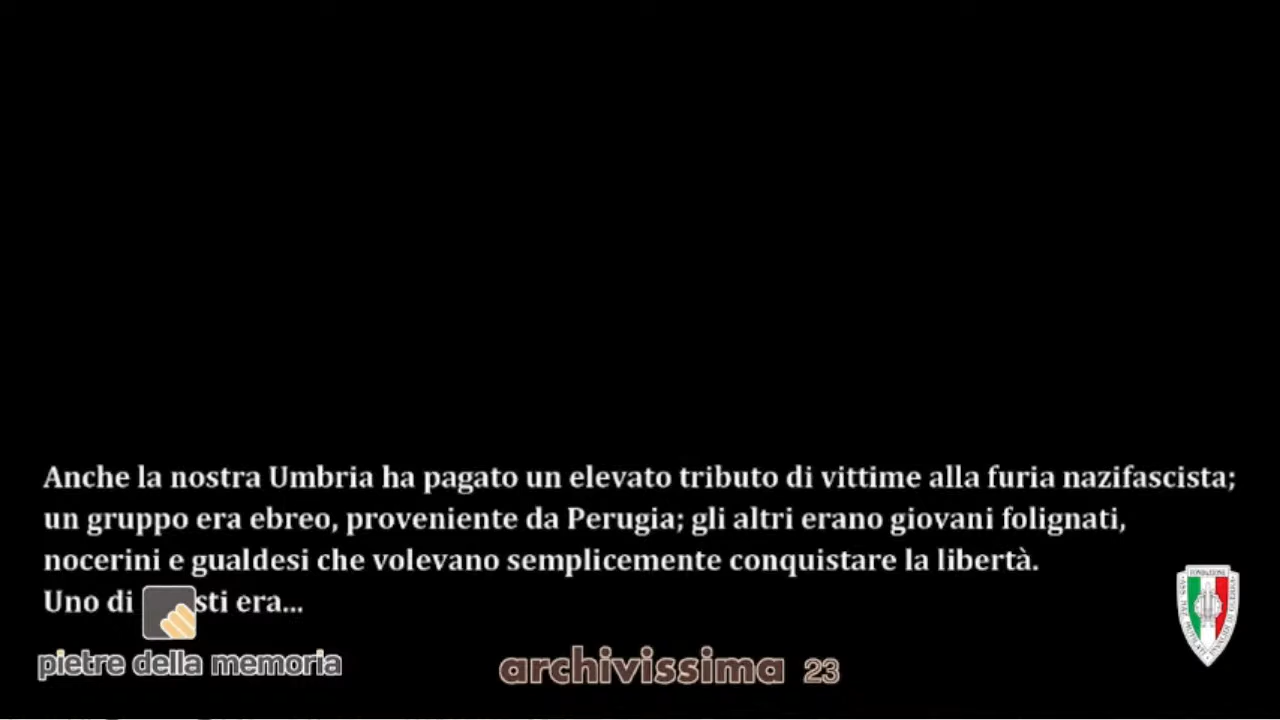 Anche la nostra Umbria ha pagato un elevato tributo di vittime alla furia nazifascista;
un gruppo era ebreo, proveniente da Perugia; gli altri erano giovani folignati,
nocerini e gualdesi che volevano semplicemente conquistare la libertà.
Uno di sti era...
pietre della memoria
archivissima 23
FONDAZIONE